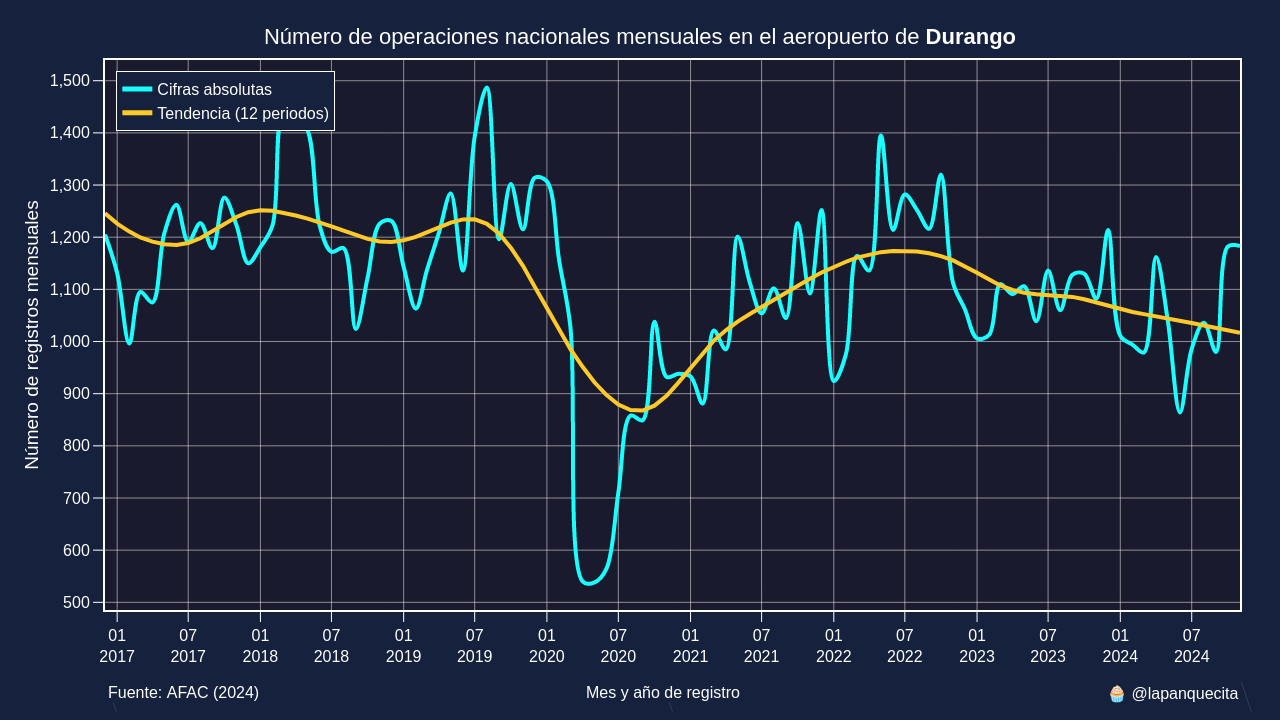 Número de operaciones nacionales mensuales en el aeropuerto de Durango
Cifras absolutas
Tendencia (12 periodos)
Número de registros mensuales
1,500
1,400
1,300
1,200
1,100
1,000
900
800
700
600
500
01 07 01 07 01 07 01 07 01 07 01 07 01 07 01 07
2017 2017 2018 2018 2019 2019 2020 2020 2021 2021 2022 2022 2023 2023 2024 2024
Fuente: AFAC (2024) Mes y año de registro 🧁 @lapanquecita